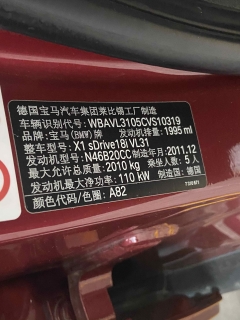 德国宝马汽车集团莱比锡工厂制造
车辆识别代号: WBAVL3105CVS10319
品牌: 宝马(BMW)牌 发动机排量: 1995 ml
型号: X1 sDrive18i VL31
发动机型号: N46B20CC 制造年月: 2011.12
最大允许总质量: 2010 kg 乘坐人数: 5 人
发动机最大净功率: 110 kW 制造国: 德国
颜色代码/色圈: A82